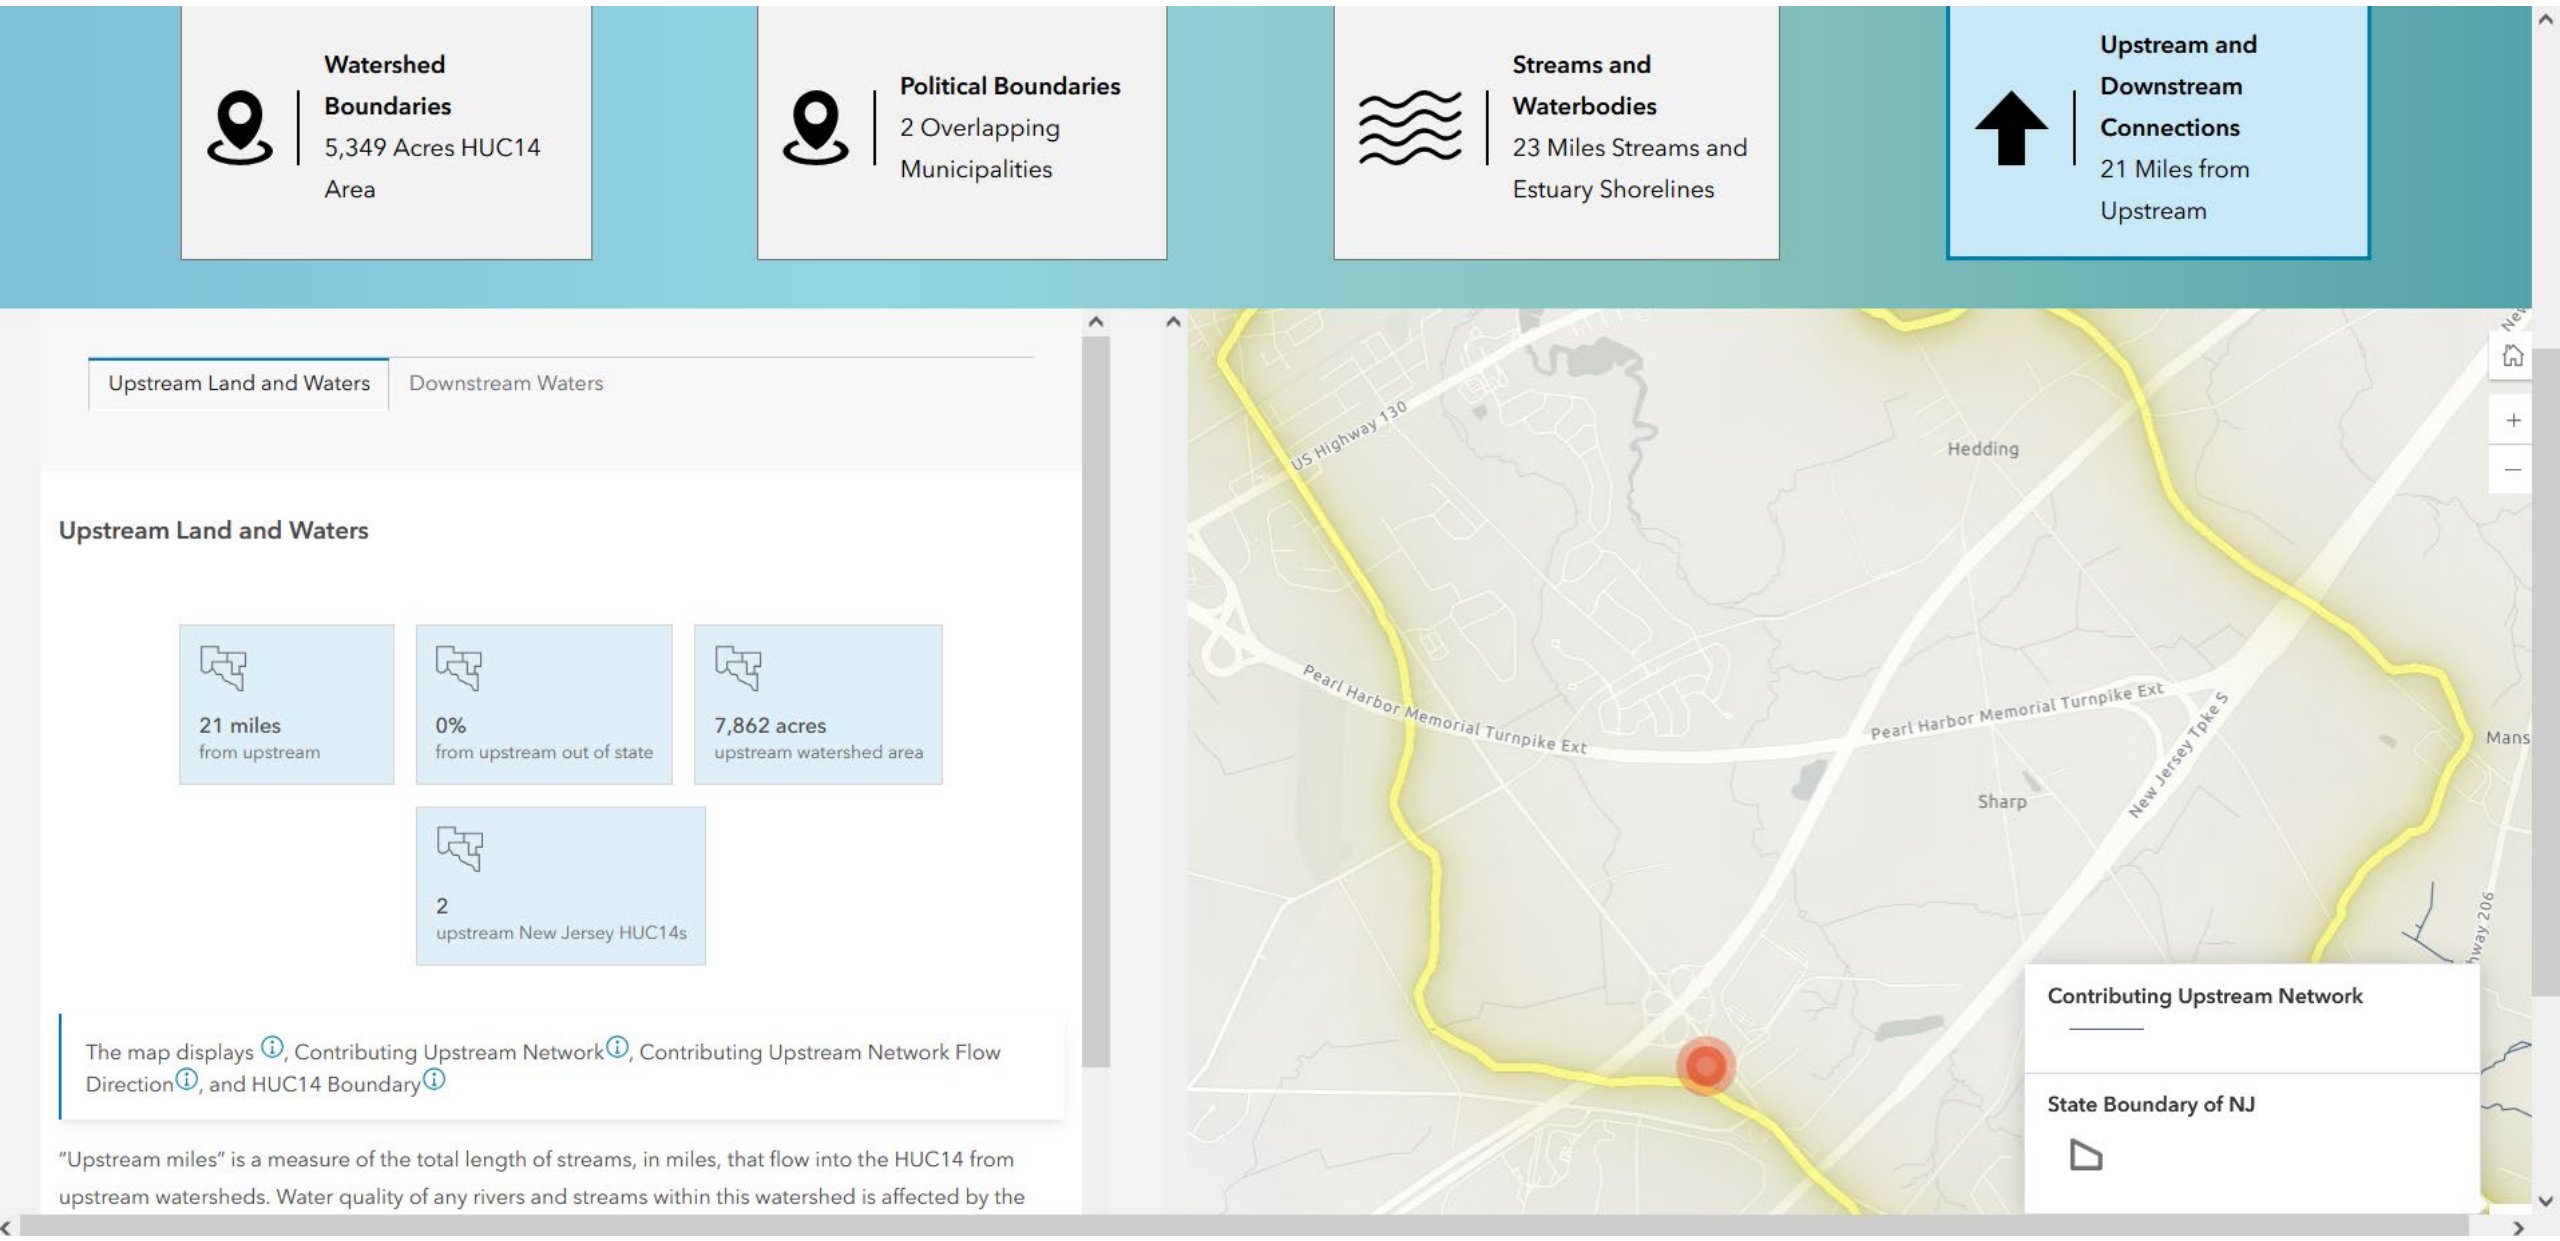 Watershed
Boundaries
5,349 Acres HUC14
Area
Political Boundaries
2 Overlapping
Municipalities
Streams and
Waterbodies
23 Miles Streams and
Estuary Shorelines
Upstream and
Downstream
Connections
21 Miles from
Upstream
Upstream Land and Waters
Downstream Waters
Upstream Land and Waters
21 miles
from upstream
0%
from upstream out of state
7,862 acres
upstream watershed area
2
upstream New Jersey HUC14s
The map displays , Contributing Upstream Network, Contributing Upstream Network Flow
Direction, and HUC14 Boundary
"Upstream miles" is a measure of the total length of streams, in miles, that flow into the HUC14 from
upstream watersheds. Water quality of any rivers and streams within this watershed is affected by the
New
US Highway 130
Hedding
Pearl Harbor Memorial Turnpike Ext
Pearl Harbor Memorial Turnpike Ext
New Jersey Tpke S
Mans
Sharp
hway 206
Contributing Upstream Network
State Boundary of NJ